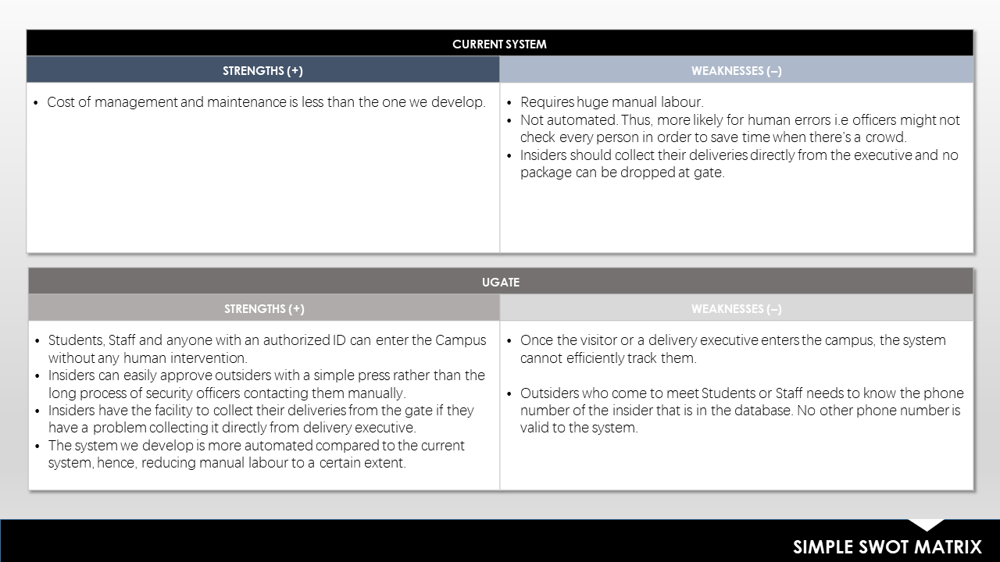 CURRENT SYSTEM
STRENGTHS (+)
WEAKNESSES (–)
• Cost of management and maintenance is less than the one we develop.
• Requires huge manual labour.
• Not automated. Thus, more likely for human errors i.e officers might not
check every person in order to save time when there's a crowd.
• Insiders should collect their deliveries directly from the executive and no
package can be dropped at gate.
UGATE
STRENGTHS (+)
WEAKNESSES (–)
• Students, Staff and anyone with an authorized ID can enter the Campus
without any human intervention.
• Insiders can easily approve outsiders with a simple press rather than the
long process of security officers contacting them manually.
• Insiders have the facility to collect their deliveries from the gate if they
have a problem collecting it directly from delivery executive.
• The system we develop is more automated compared to the current
system, hence, reducing manual labour to a certain extent.
• Once the visitor or a delivery executive enters the campus, the system
cannot efficiently track them.
• Outsiders who come to meet Students or Staff needs to know the phone
number of the insider that is in the database. No other phone number is
valid to the system.
SIMPLE SWOT MATRIX